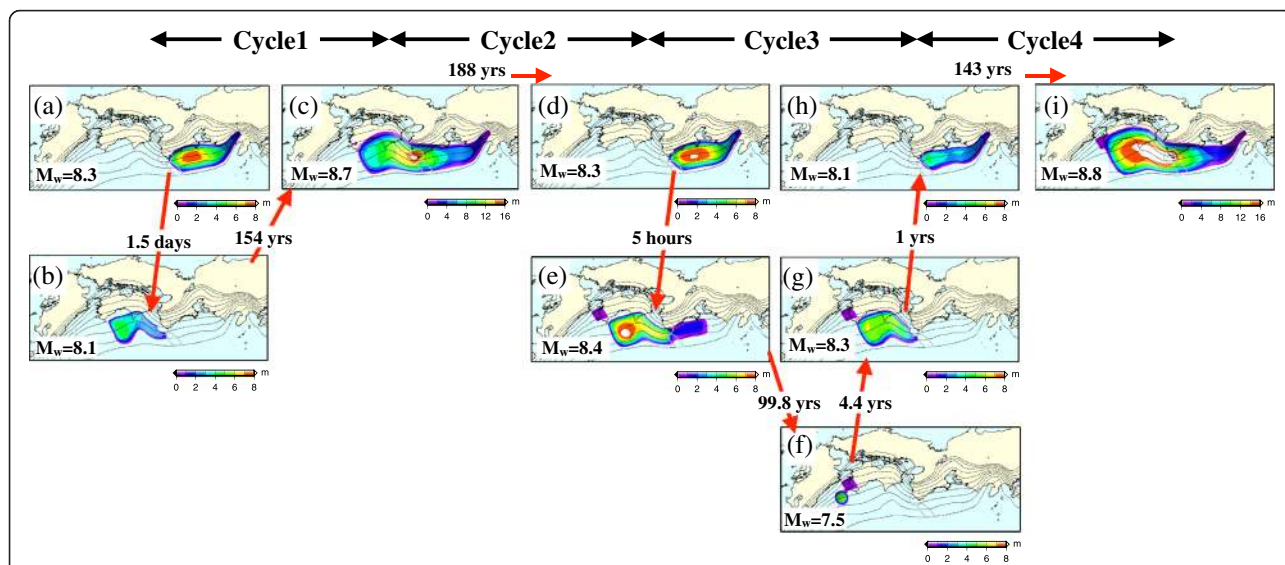 Cycle1 Cycle2 Cycle3 Cycle4
188 yrs 143 yrs
(a) (c) (d) (h) (i)
Mw=8.3 Mw=8.7 Mw=8.3 Mw=8.1 Mw=8.8
0 2 4 6 8 m 0 4 8 12 16 m 0 2 4 6 8 m 0 2 4 6 8 m 0 4 8 12 16 m
1.5 days 154 yrs 5 hours 1 yrs
(b) (e) (g)
Mw=8.1 Mw=8.4 Mw=8.3
0 2 4 6 8 m 0 2 4 6 8 m 0 2 4 6 8 m
99.8 yrs 4.4 yrs
(f)
Mw=7.5
0 2 4 6 8 m